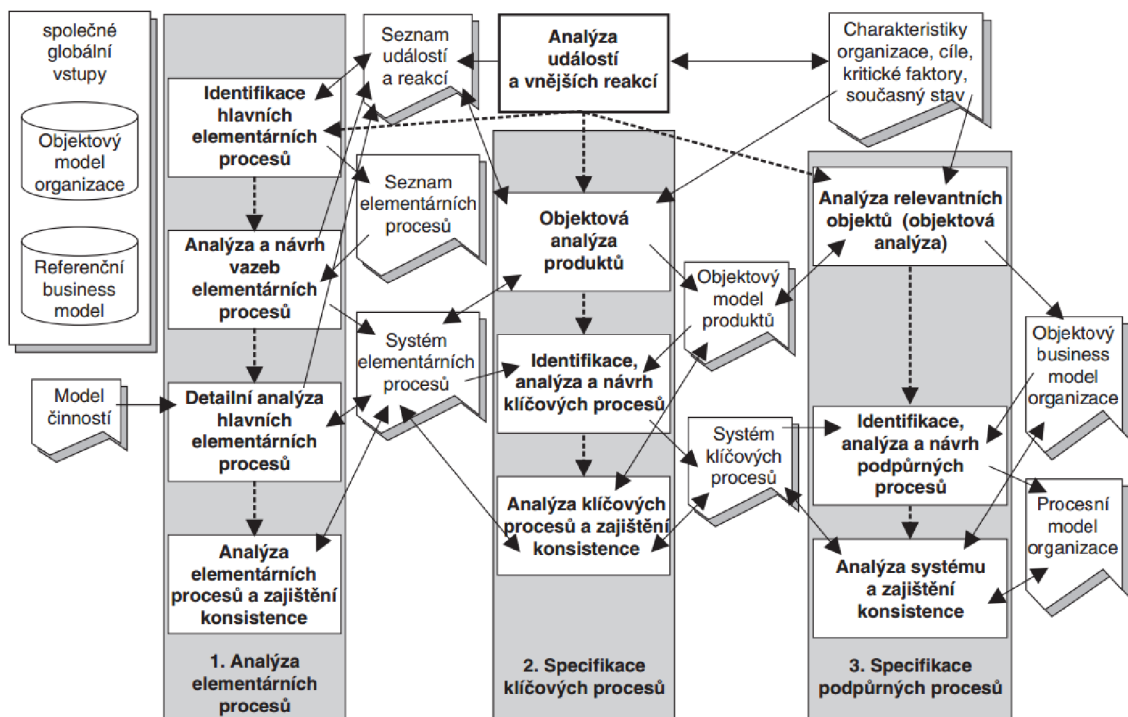 společné
globální
vstupy
Objektový
model
organizace
Referenční
business
model
Model
činností
Identifikace
hlavních
elementárních
procesů
Analýza a návrh
vazeb
elementárních
procesů
Detailní analýza
hlavních
elementárních
procesů
Analýza
elementárních
procesů a zajištění
konsistence
1. Analýza
elementárních
procesů
Seznam
událostí
a reakcí
Seznam
elementárních
procesů
Systém
elementárních
procesů
Analýza
událostí
a vnějších reakcí
Objektová
analýza
produktů
Identifikace,
analýza a návrh
klíčových procesů
Analýza klíčových
procesů a zajištění
konsistence
2. Specifikace
klíčových procesů
Objektový
model
produktů
Systém
klíčových
procesů
Charakteristiky
organizace, cíle,
kritické faktory,
současný stav
Analýza relevantních
objektů (objektová
analýza)
Identifikace,
analýza a návrh
podpůrných
procesů
Analýza systému
a zajištění
konsistence
3. Specifikace
podpůrných procesů
Objektový
business
model
organizace
Procesní
model
organizace